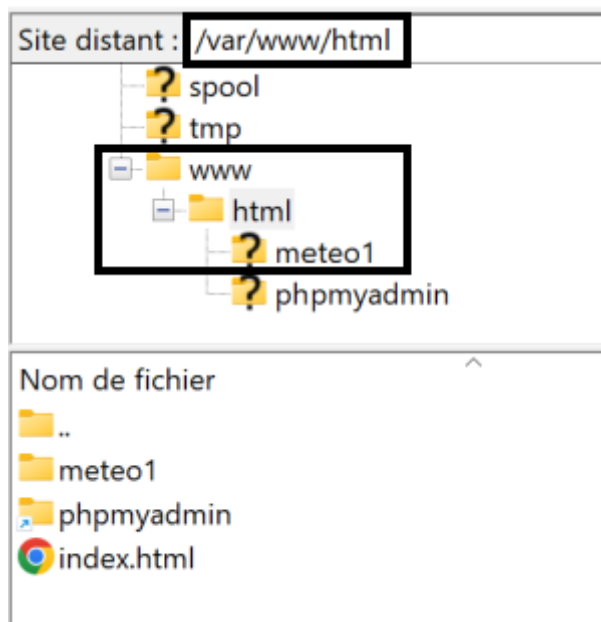 Site distant : /var/www/html
spool
tmp
www
html
meteo1
phpmyadmin
Nom de fichier
..
meteo1
phpmyadmin
index.html